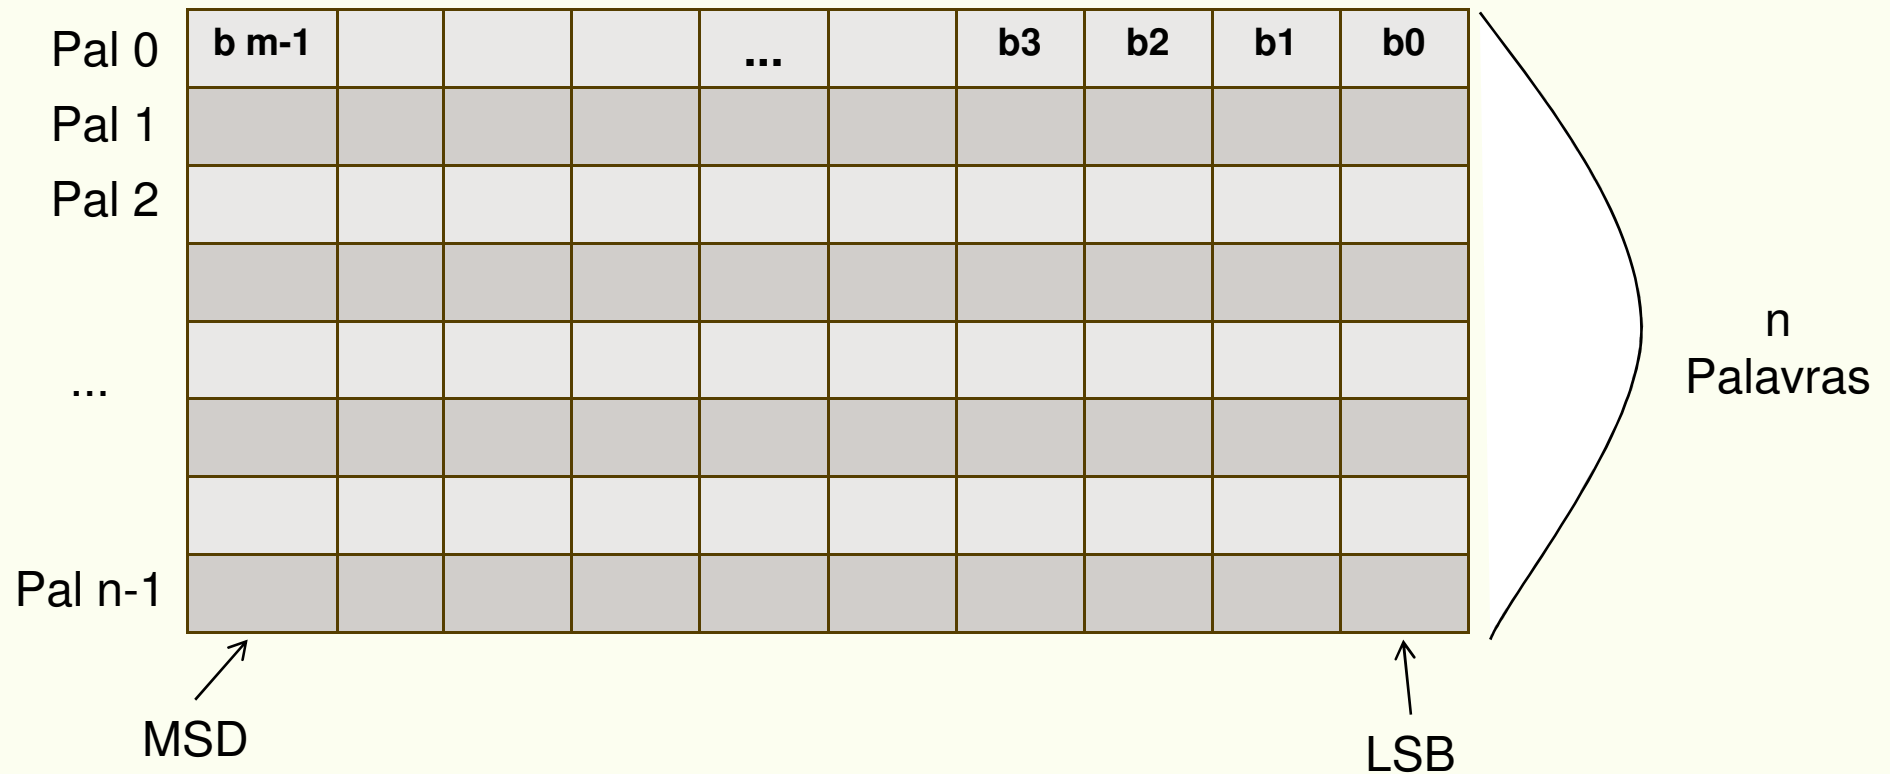 Pal 0 b m-1 ... b3 b2 b1 b0
Pal 1
Pal 2
...
Pal n-1
n
Palavras
MSD
LSB